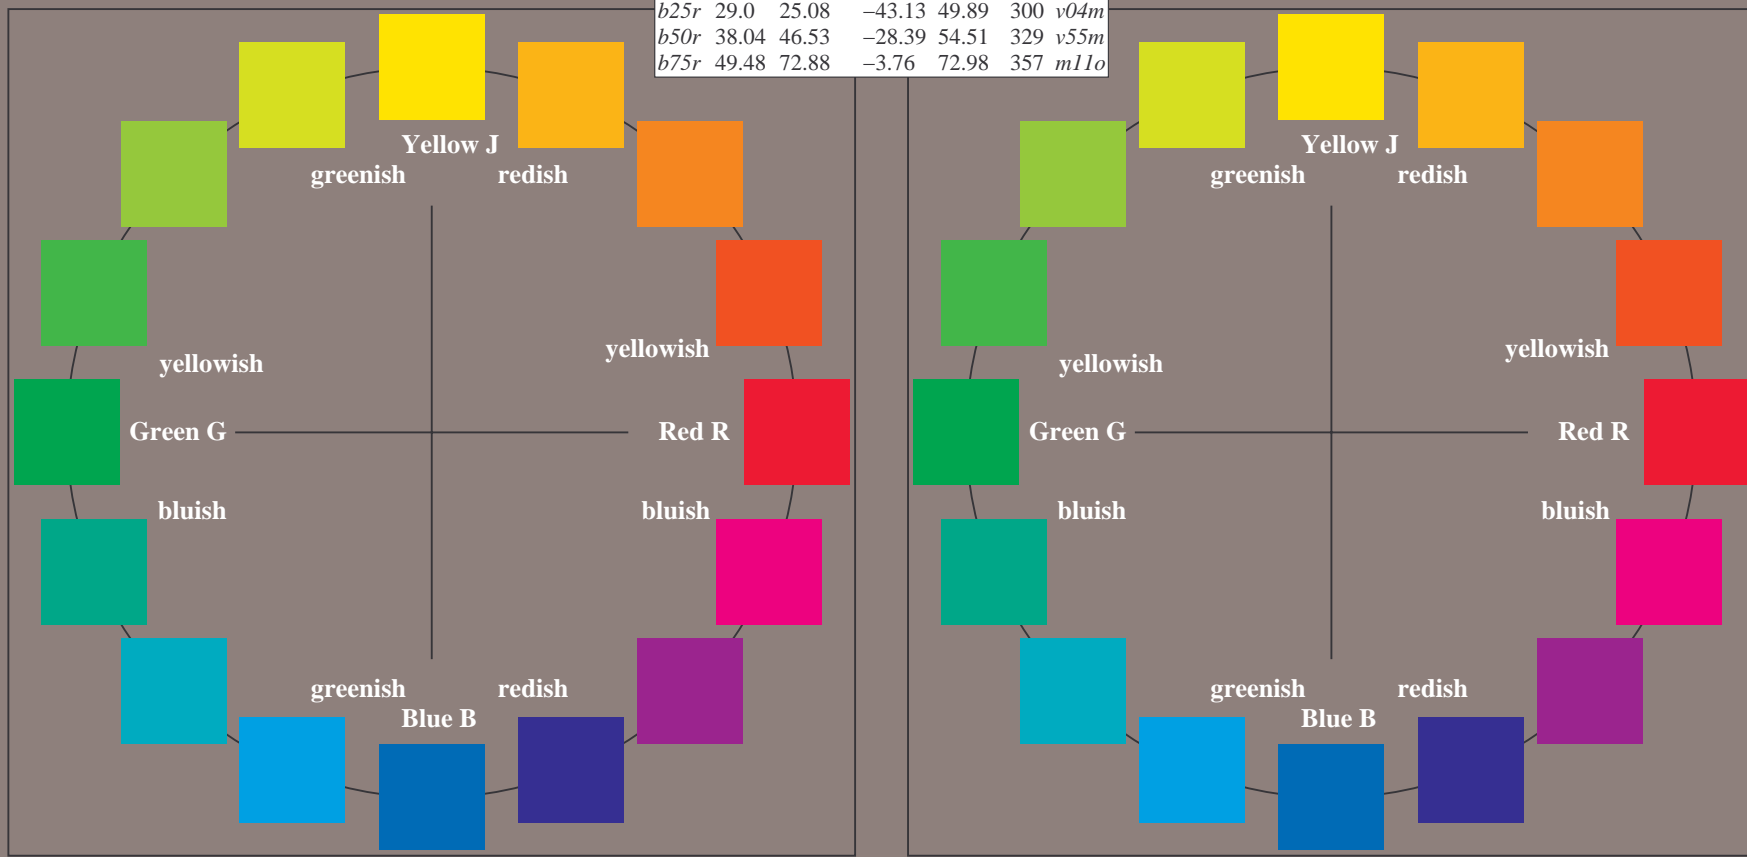 b25r 29.0 25.08 −43.13 49.89 300 v04m
b50r 38.04 46.53 −28.39 54.51 329 v55m
b75r 49.48 72.88 −3.76 72.98 357 m11o
Yellow J
greenish redish
yellowish
yellowish
Green G
Red R
bluish
bluish
greenish redish
Blue B
Yellow J
greenish redish
yellowish
yellowish
Green G
Red R
bluish
bluish
greenish redish
Blue B